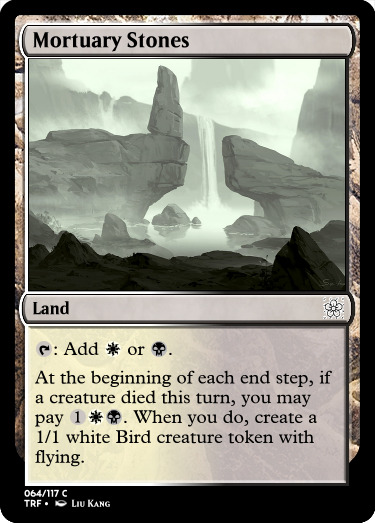 Mortuary Stones
Land
: Add or .
At the beginning of each end step, if
a creature died this turn, you may
pay 1 . When you do, create a
1/1 white Bird creature token with
flying.
064/117 C
TRF • Liu Kang